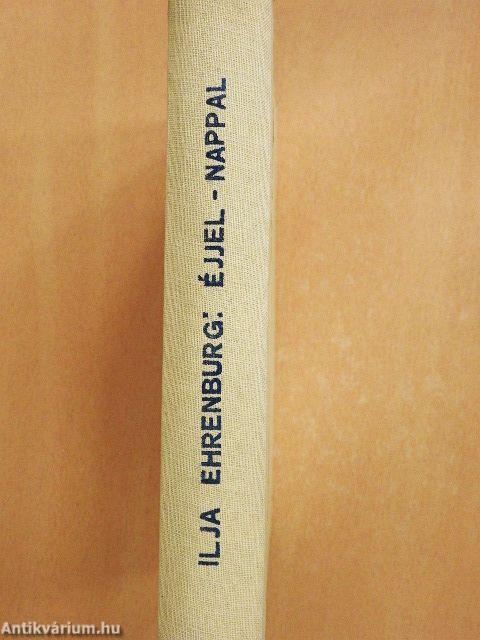 ILJA EHRENBURG: ÉJJEL - NAPPAL
Antikvárium.hu